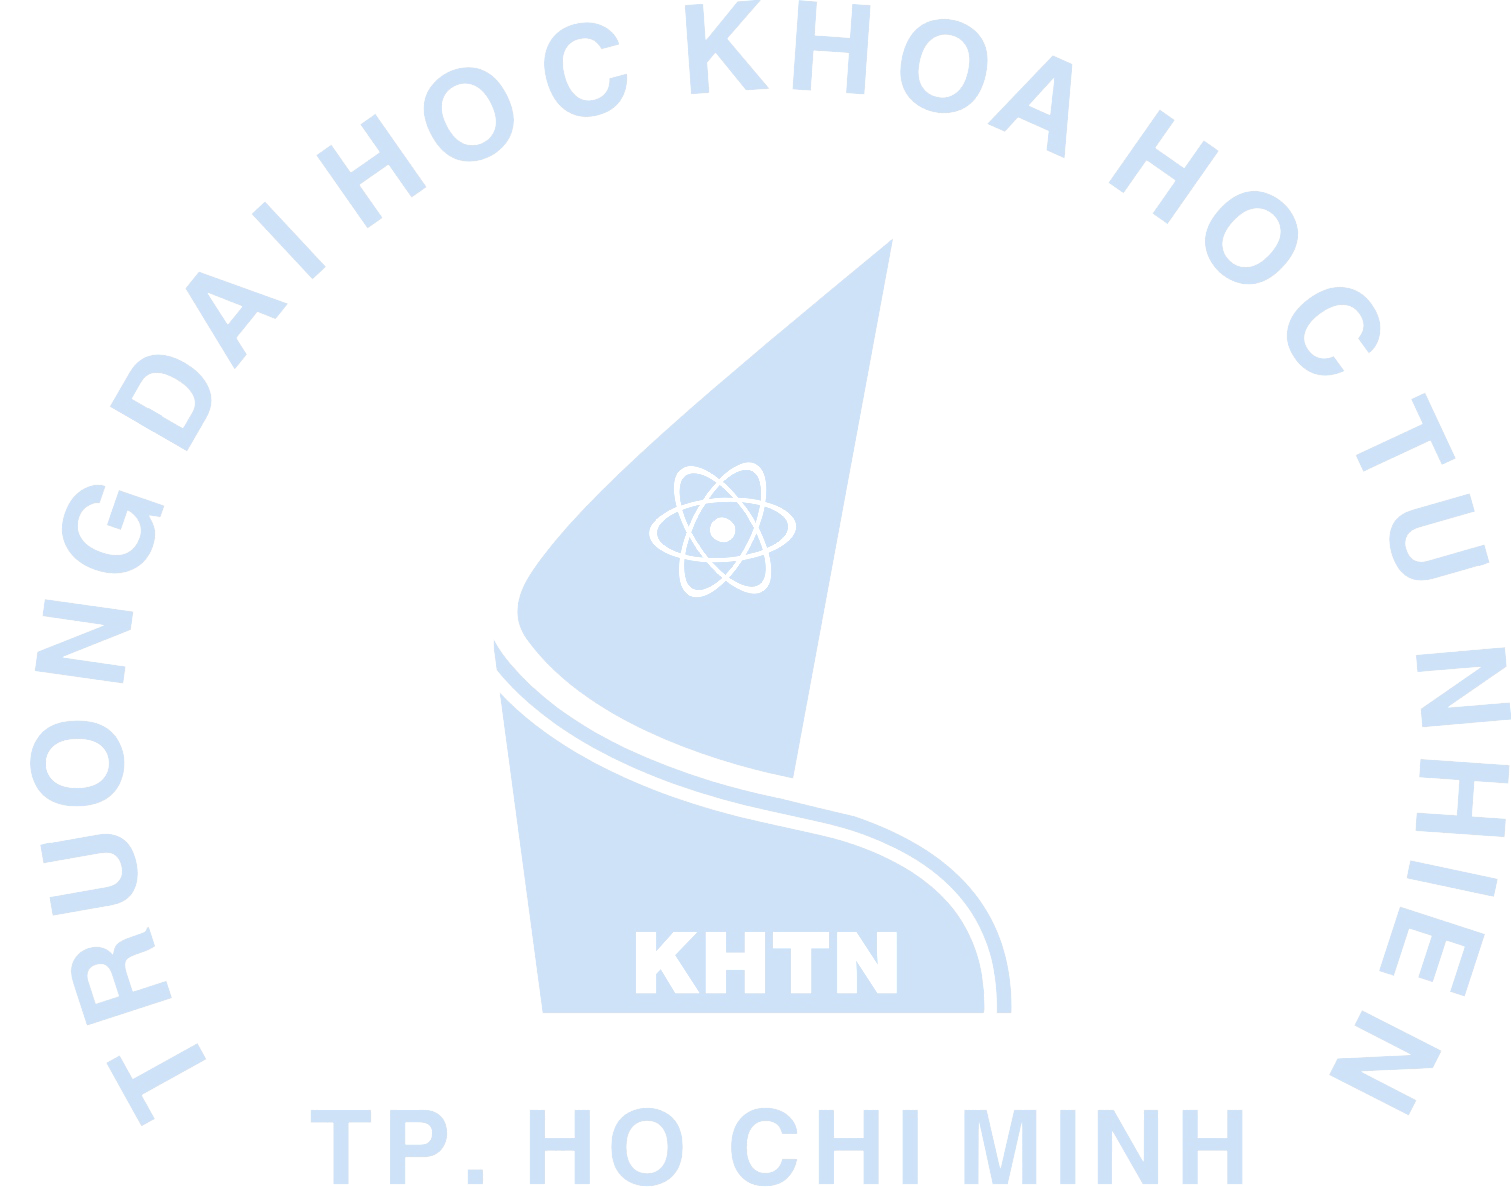 TRUONG DAI HOC KHOA HOC TU NHIEN
KHTN
TP. HO CHI MINH